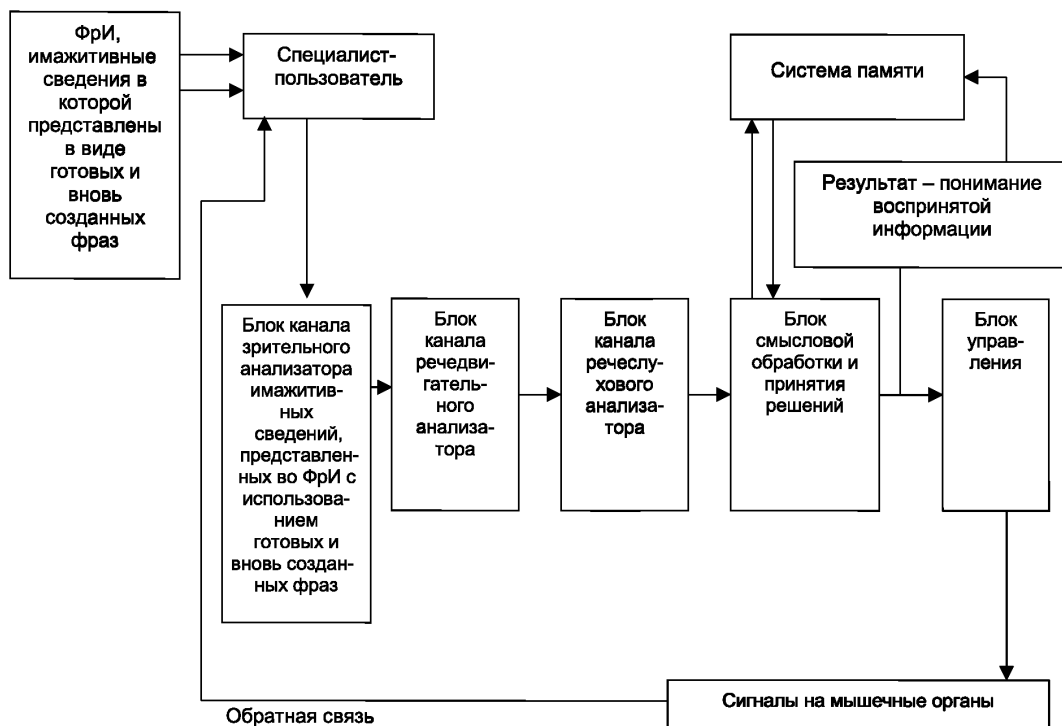 ФрИ,
имажитивные
сведения в
которой
представлены
в виде
готовых и
вновь
созданных
фраз
Специалист-
пользователь
Система памяти
Результат – понимание
воспринятой
информации
Блок канала
зрительного
анализатора
имажитив-
ных
сведений,
представлен-
ных во ФрИ с
использова-
нием
готовых и
вновь создан-
ных фраз
Блок
канала
речедви-
гатель-
ного
анализа-
тора
Блок
канала
речеслу-
хового
анализа-
тора
Блок
смысловой
обработки и
принятия
решений
Блок
управ-
ления
Сигналы на мышечные органы
Обратная связь